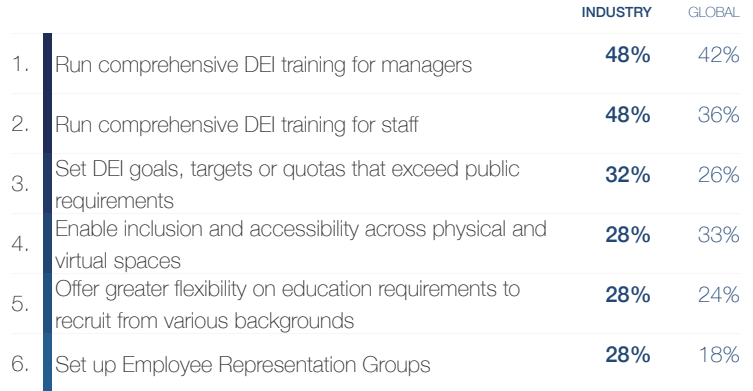 INDUSTRY GLOBAL
1. Run comprehensive DEI training for managers 48% 42%
2. Run comprehensive DEI training for staff 48% 36%
3. Set DEI goals, targets or quotas that exceed public
requirements 32% 26%
4. Enable inclusion and accessibility across physical and
virtual spaces 28% 33%
5. Offer greater flexibility on education requirements to
recruit from various backgrounds 28% 24%
6. Set up Employee Representation Groups 28% 18%